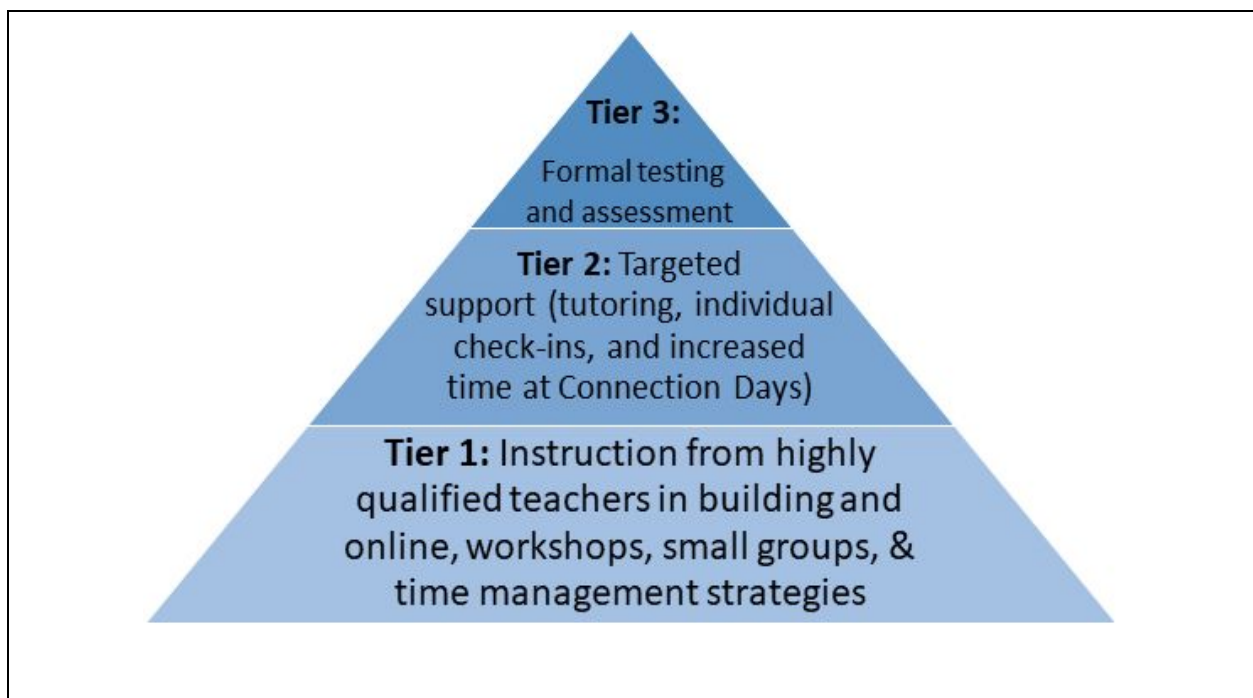 Tier 3:
Formal testing
and assessment
Tier 2: Targeted
support (tutoring, individual
check-ins, and increased
time at Connection Days)
Tier 1: Instruction from highly
qualified teachers in building and
online, workshops, small groups, &
time management strategies